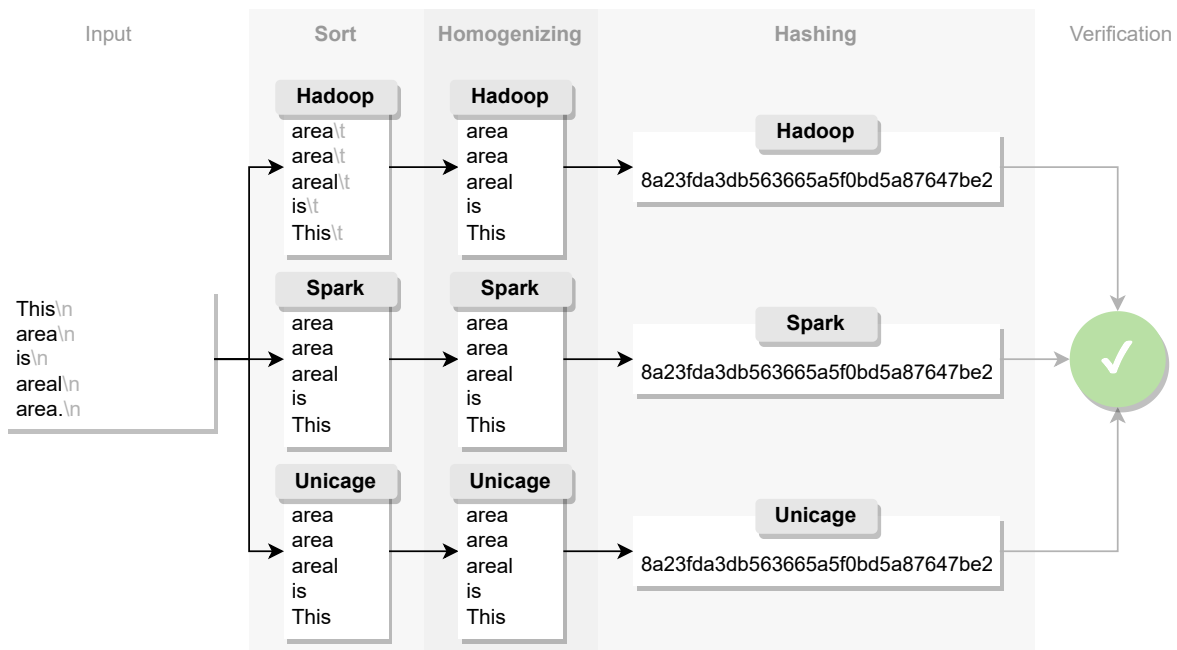 Input
Sort
Homogenizing
Hashing
Verification
This\n
area\n
is\n
areal\n
area.\n
Hadoop
area\t
area\t
areal\t
is\t
This\t
Hadoop
area
area
areal
is
This
Hadoop
8a23fda3db563665a5f0bd5a87647be2
Spark
area
area
areal
is
This
Spark
area
area
areal
is
This
Spark
8a23fda3db563665a5f0bd5a87647be2
Unicage
area
area
areal
is
This
Unicage
area
area
areal
is
This
Unicage
8a23fda3db563665a5f0bd5a87647be2